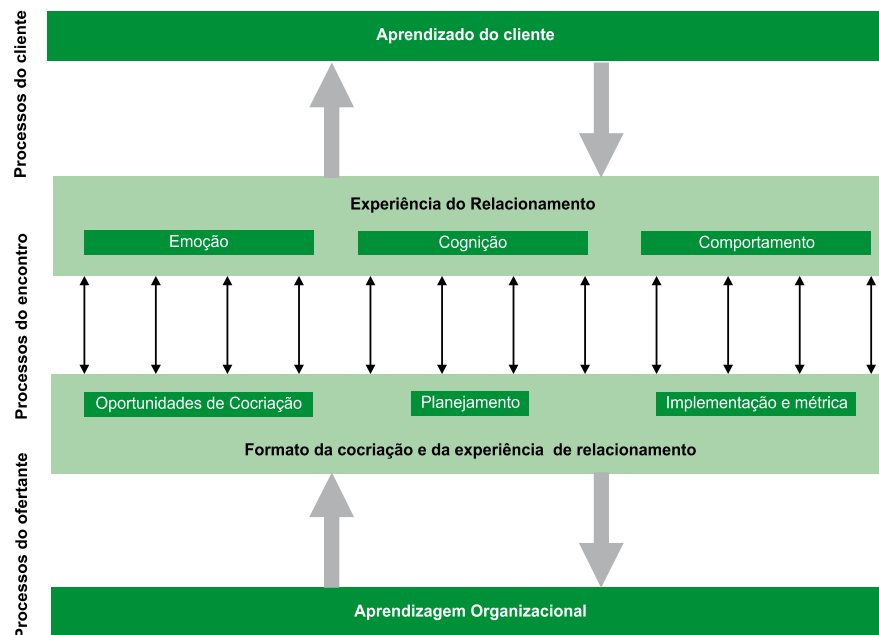 Processos do cliente
Aprendizado do cliente
Experiência do Relacionamento
Emoção
Cognição
Comportamento
Processos do encontro
Oportunidades de Cocriação
Planejamento
Implementação e métrica
Formato da cocriação e da experiência de relacionamento
Processos do ofertante
Aprendizagem Organizacional